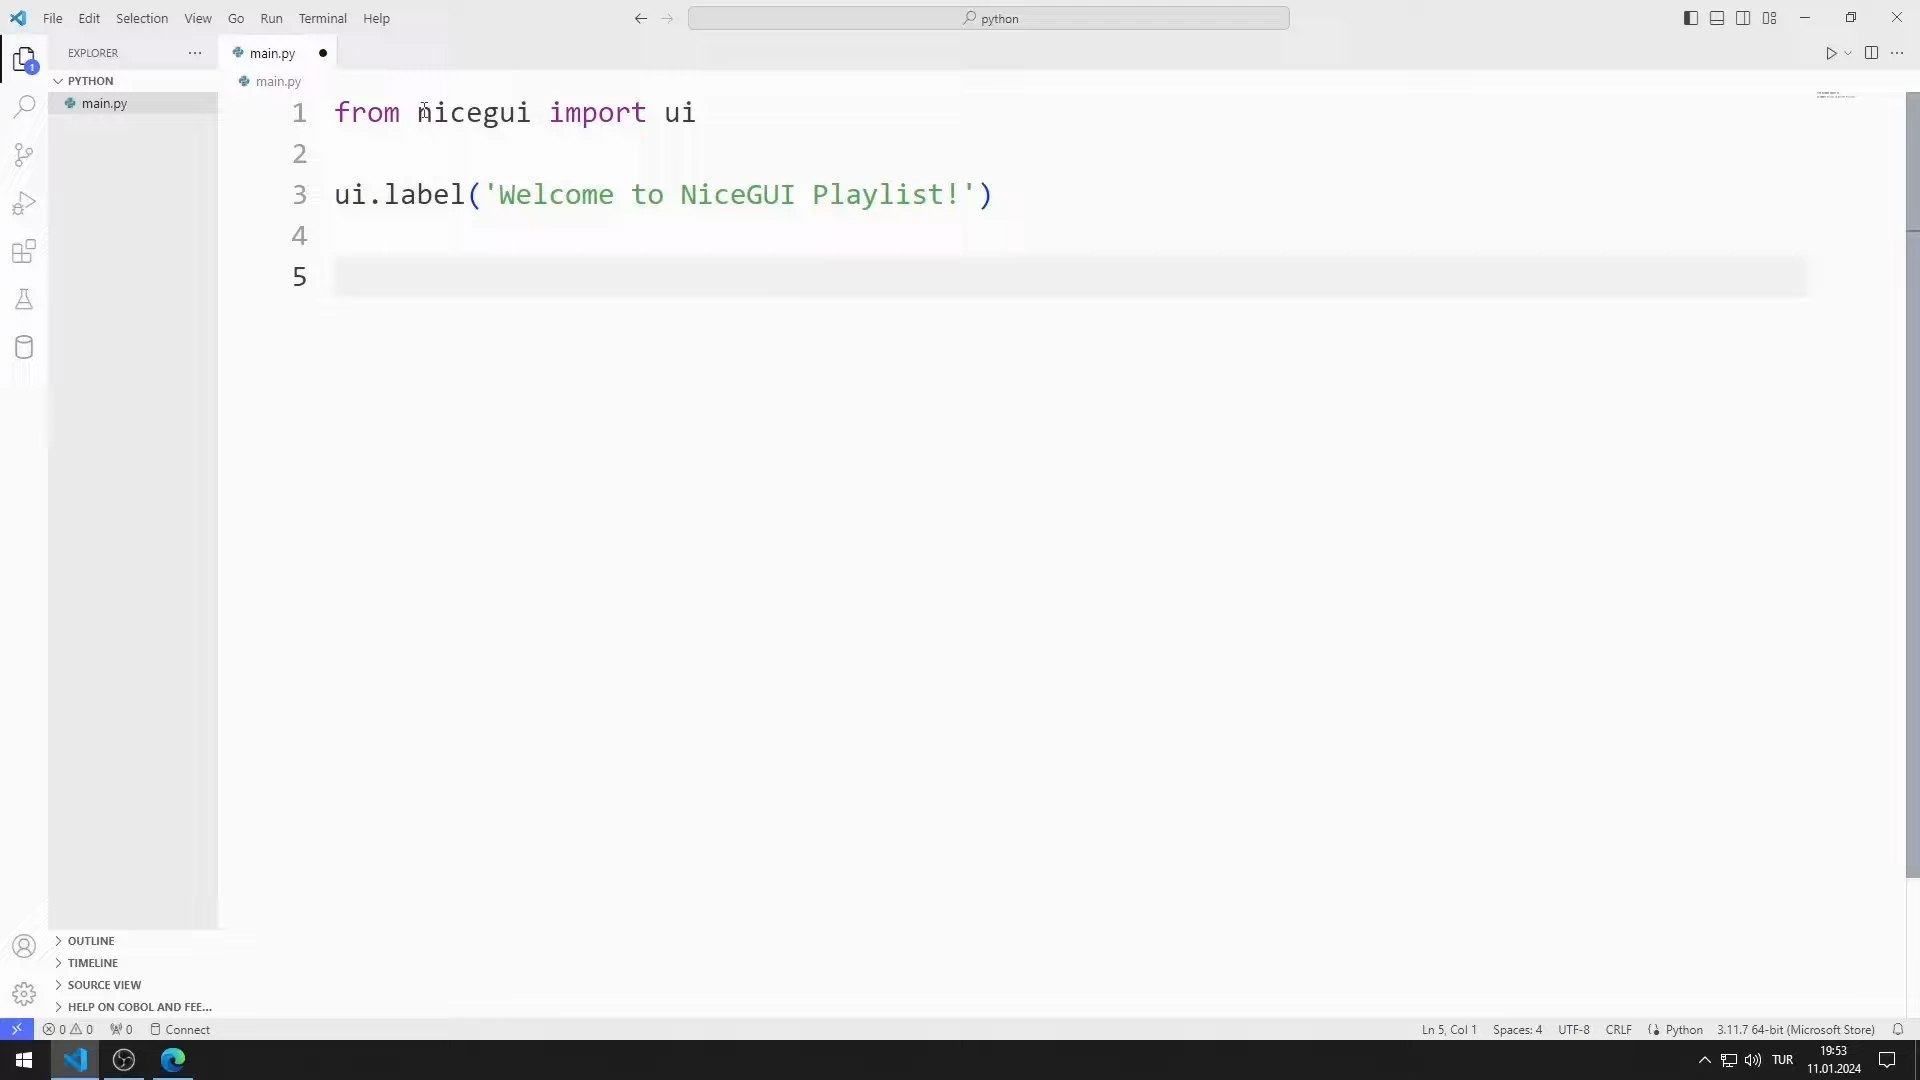 File Edit Selection View Go Run Terminal Help
python
EXPLORER
main.py
PYTHON
main.py
main.py
1 from nicegui import ui
2
3 ui.label('Welcome to NiceGUI Playlist!')
4
5
1
OUTLINE
TIMELINE
SOURCE VIEW
HELP ON COBOL AND FEE...
0 0 0 Connect
Ln 5, Col 1 Spaces: 4 UTF-8 CRLF Python 3.11.7 64-bit (Microsoft Store)
TUR
19:53
11.01.2024